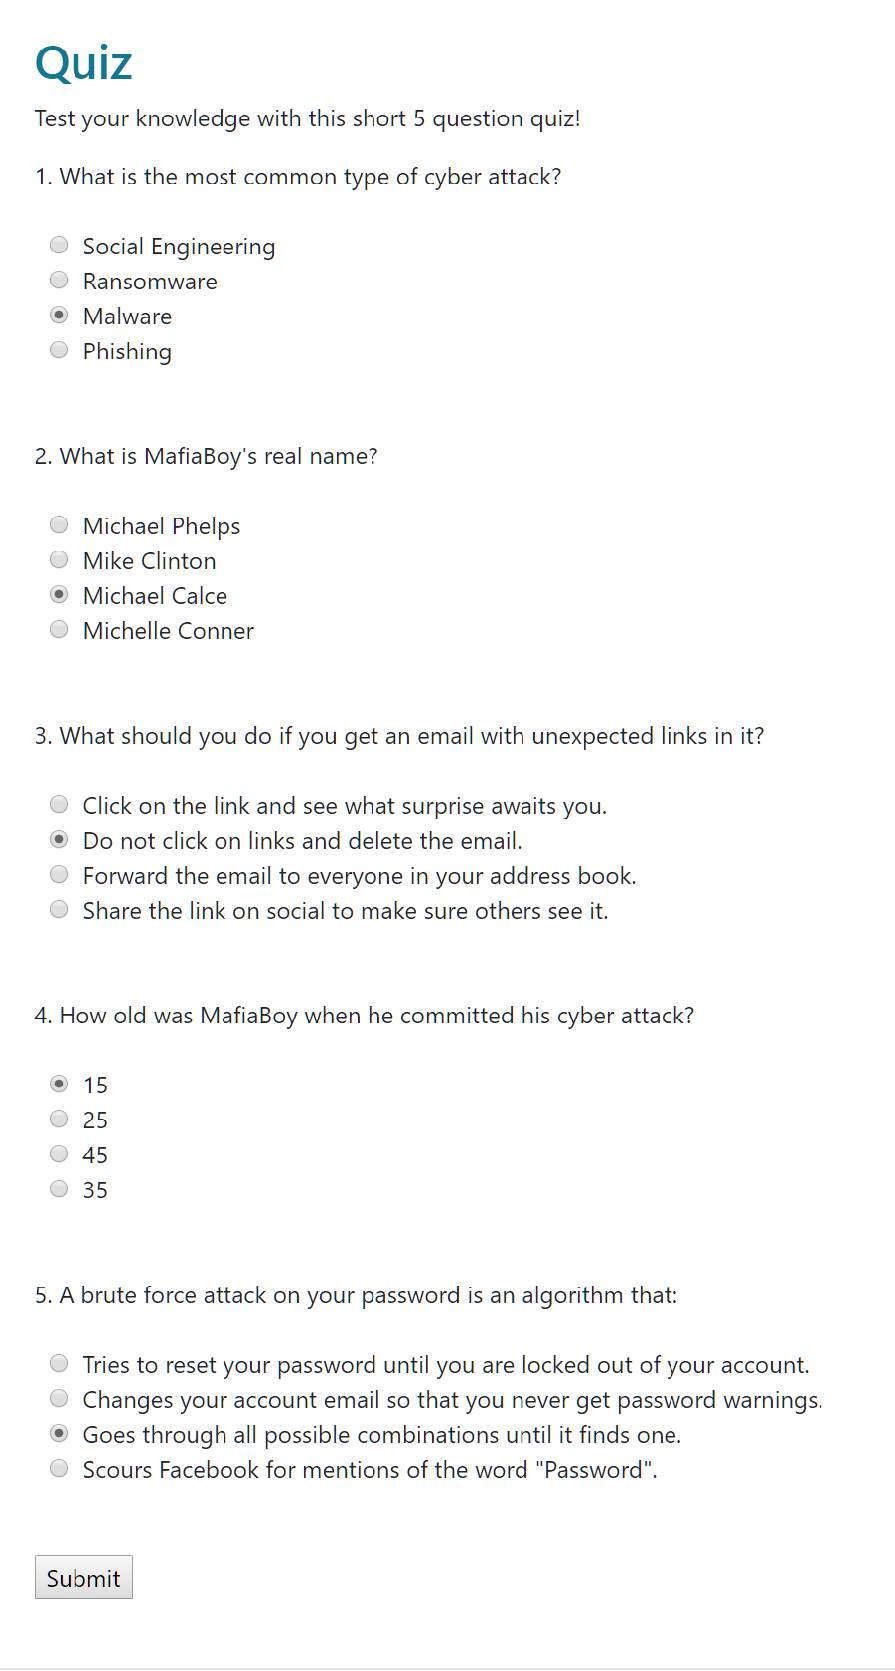 Quiz
Test your knowledge with this short 5 question quiz!
1. What is the most common type of cyber attack?
Social Engineering
Ransomware
Malware
Phishing
2. What is MafiaBoy's real name?
Michael Phelps
Mike Clinton
Michael Calce
Michelle Conner
3. What should you do if you get an email with unexpected links in it?
Click on the link and see what surprise awaits you.
Do not click on links and delete the email.
Forward the email to everyone in your address book.
Share the link on social to make sure others see it.
4. How old was MafiaBoy when he committed his cyber attack?
15
25
45
35
5. A brute force attack on your password is an algorithm that:
Tries to reset your password until you are locked out of your account.
Changes your account email so that you never get password warnings.
Goes through all possible combinations until it finds one.
Scours Facebook for mentions of the word "Password".
Submit